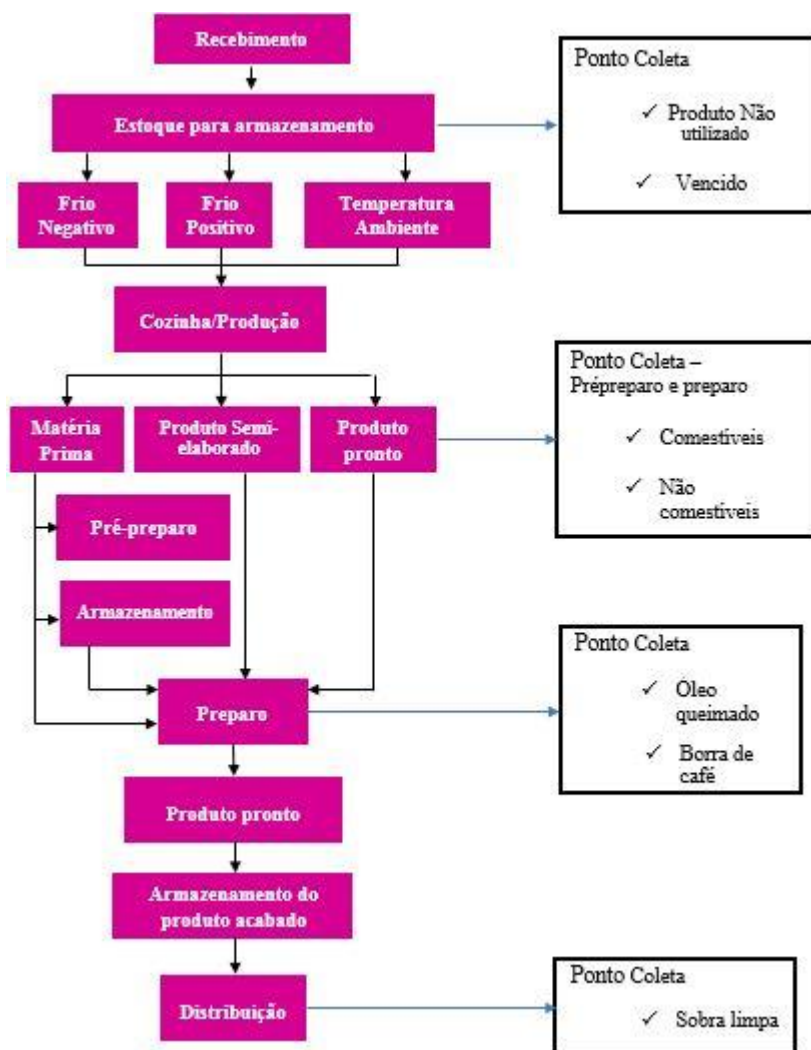 Recebimento
Estoque para armazenamento
Ponto Coleta
✓ Produto Não
utilizado
✓ Vencido
Frio
Negativo
Frio
Positivo
Temperatura
Ambiente
Cozinha/Produção
Ponto Coleta –
Prépreparo e preparo
✓ Comestíveis
✓ Não
comestíveis
Matéria
Prima
Produto Semi-
elaborado
Produto
pronto
Pré-preparo
Armazenamento
Preparo
Ponto Coleta
✓ Óleo
queimado
✓ Borra de
café
Produto pronto
Armazenamento do
produto acabado
Distribuição
Ponto Coleta
✓ Sobra limpa